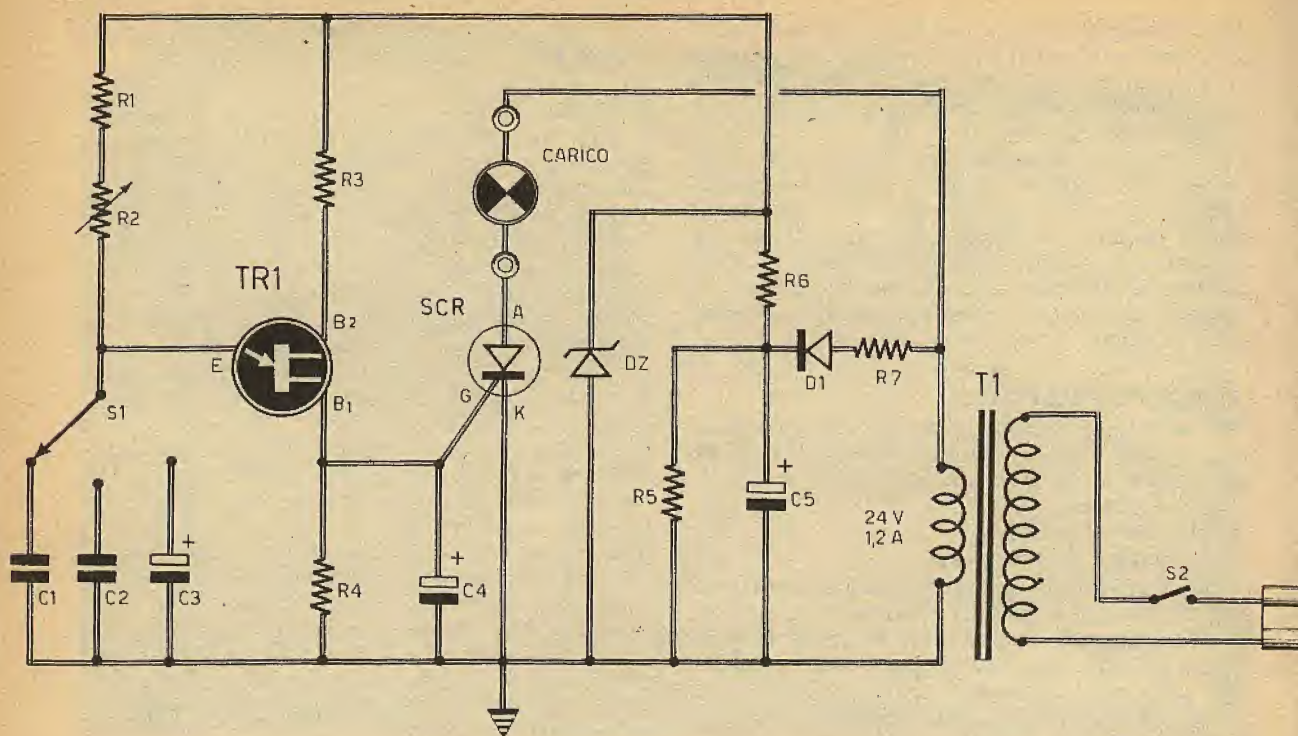 R1
R2
R3
CARICO
TR1
B2
E
B1
SCR
A
G
K
DZ
R6
D1
R7
T1
S1
R5
C5
+
24 V
1,2 A
S2
C1
C2
C3
+
R4
C4
+